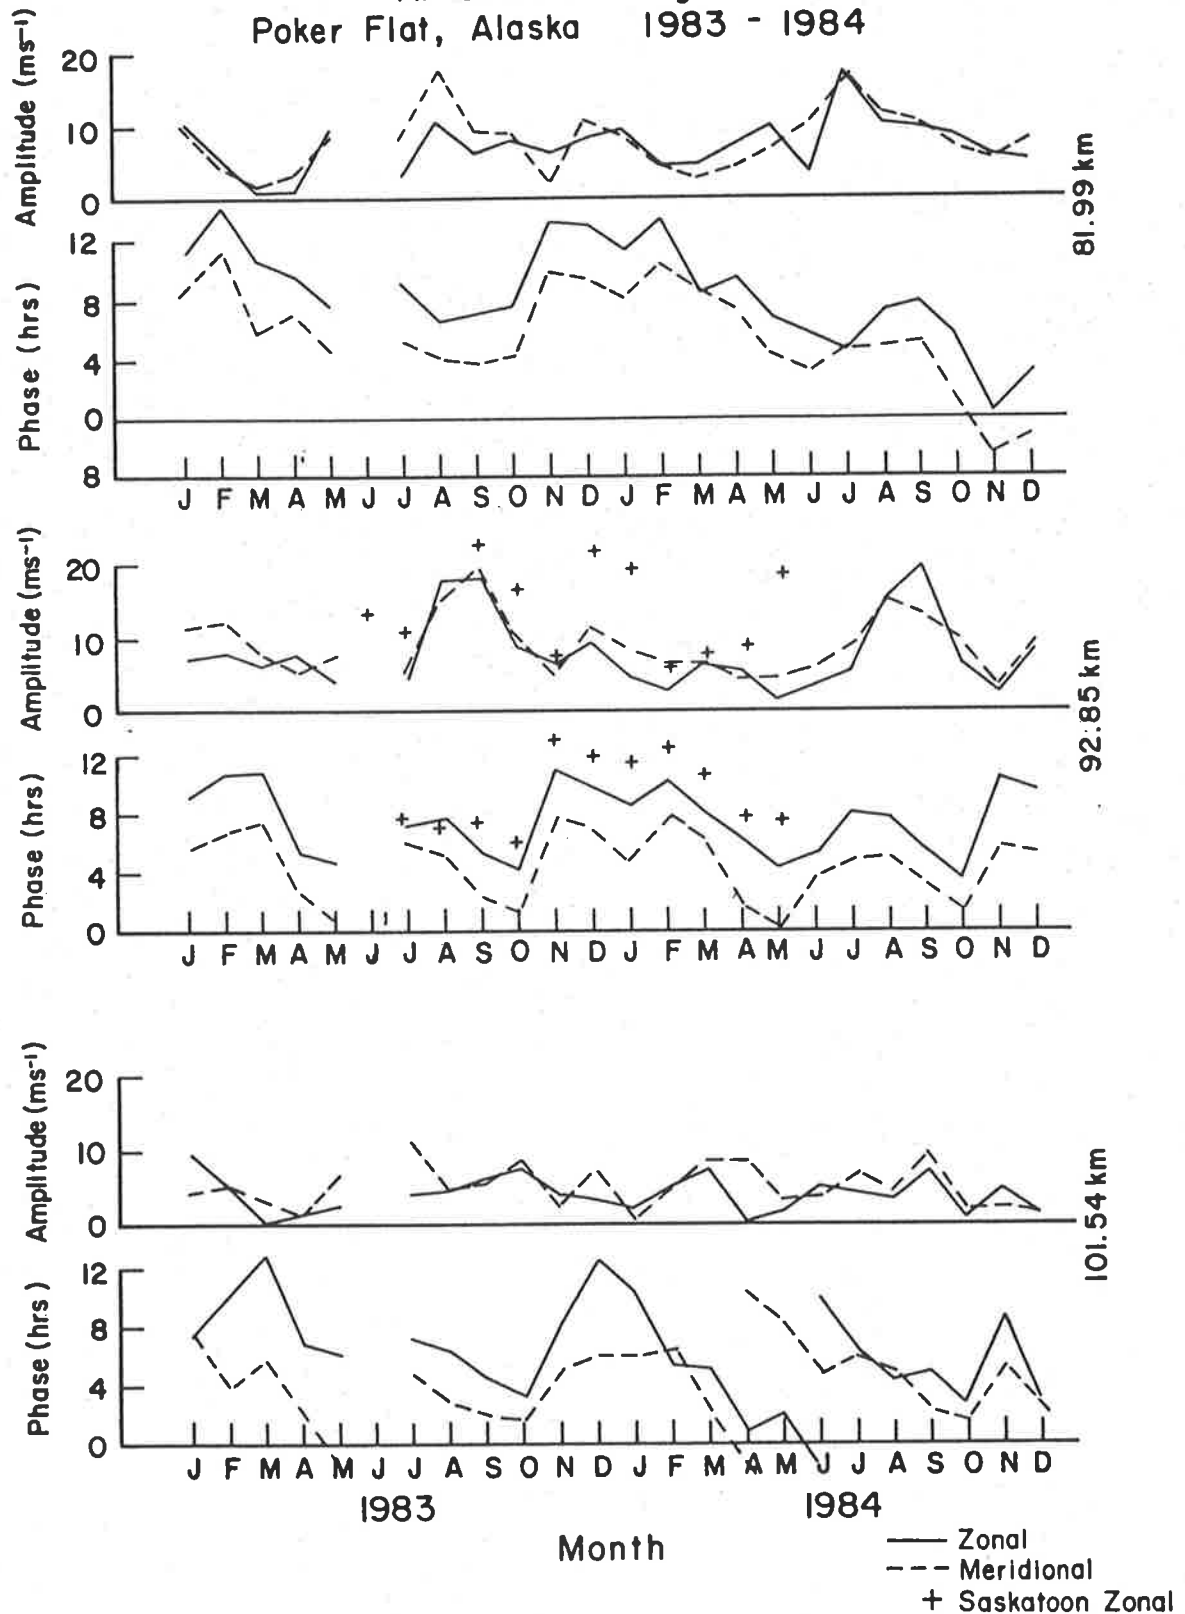 Poker Flat, Alaska 1983 - 1984
Amplitude (ms⁻¹)
20
10
0
81.99 km
Phase (hrs)
12
8
4
0
8
J F M A M J J A S O N D J F M A M J J A S O N D
Amplitude (ms⁻¹)
20
10
0
92.85 km
Phase (hrs)
12
8
4
0
J F M A M J J A S O N D J F M A M J J A S O N D
Amplitude (ms⁻¹)
20
10
0
101.54 km
Phase (hrs)
12
8
4
0
J F M A M J J A S O N D J F M A M J J A S O N D
1983 1984
Month
Zonal
Meridional
+ Saskatoon Zonal